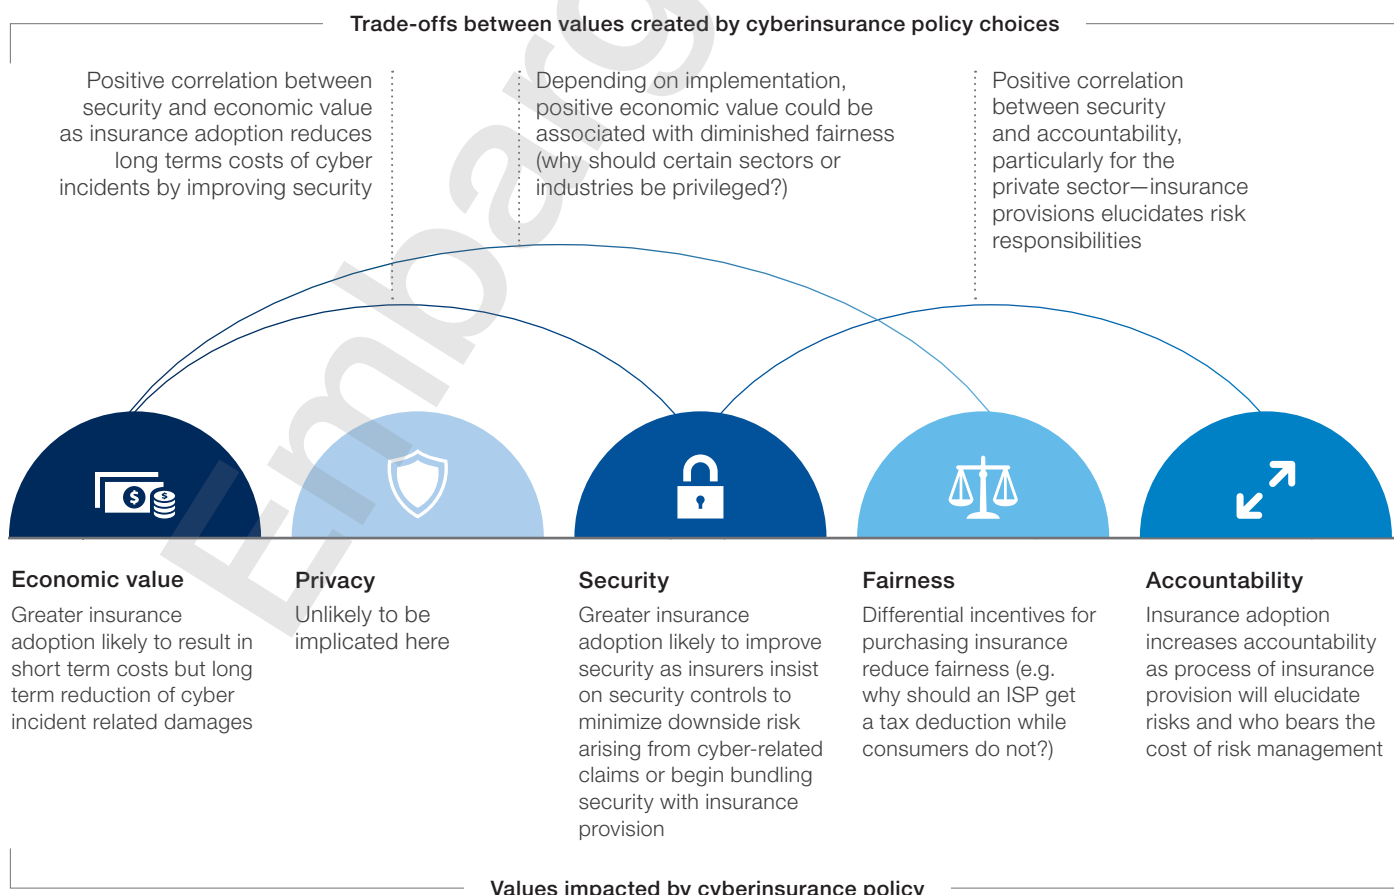 Trade-offs between values created by cyberinsurance policy choices
Positive correlation between
security and economic value
as insurance adoption reduces
long terms costs of cyber
incidents by improving security
Depending on implementation,
positive economic value could be
associated with diminished fairness
(why should certain sectors or
industries be privileged?)
Positive correlation
between security
and accountability,
particularly for the
private sector—insurance
provisions elucidates risk
responsibilities
$
$
Economic value
Greater insurance
adoption likely to result in
short term costs but long
term reduction of cyber
incident related damages
Privacy
Unlikely to be
implicated here
Security
Greater insurance
adoption likely to improve
security as insurers insist
on security controls to
minimize downside risk
arising from cyber-related
claims or begin bundling
security with insurance
provision
Fairness
Differential incentives for
purchasing insurance
reduce fairness (e.g.
why should an ISP get
a tax deduction while
consumers do not?)
Accountability
Insurance adoption
increases accountability
as process of insurance
provision will elucidate
risks and who bears the
cost of risk management
Values impacted by cyberinsurance policy
Embarg